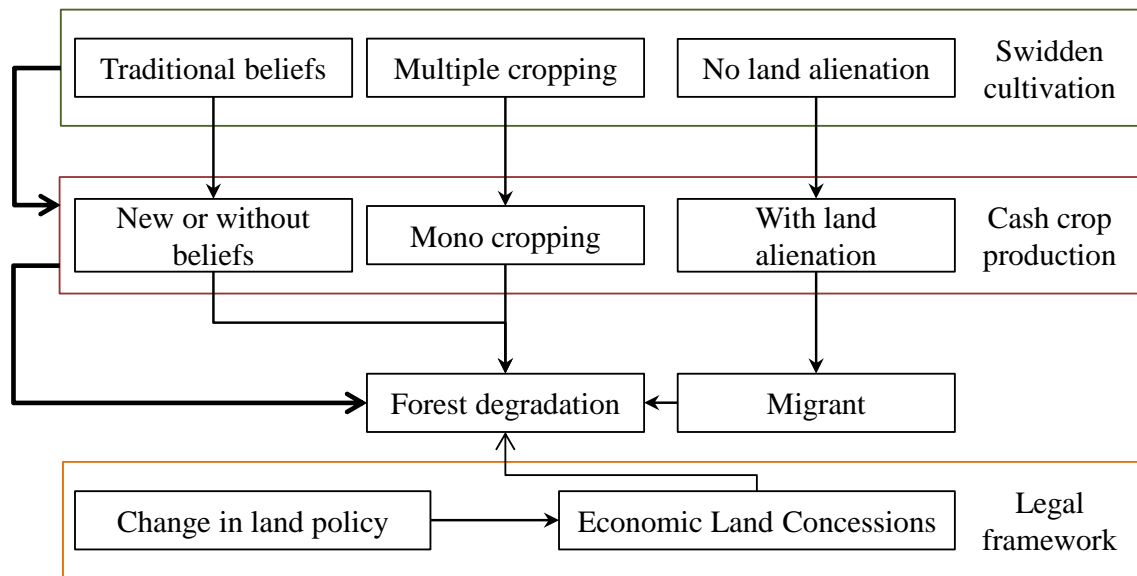 Traditional beliefs
Multiple cropping
No land alienation
Swidden
cultivation
New or without
beliefs
Mono cropping
With land
alienation
Cash crop
production
Forest degradation
Migrant
Change in land policy
Economic Land Concessions
Legal
framework